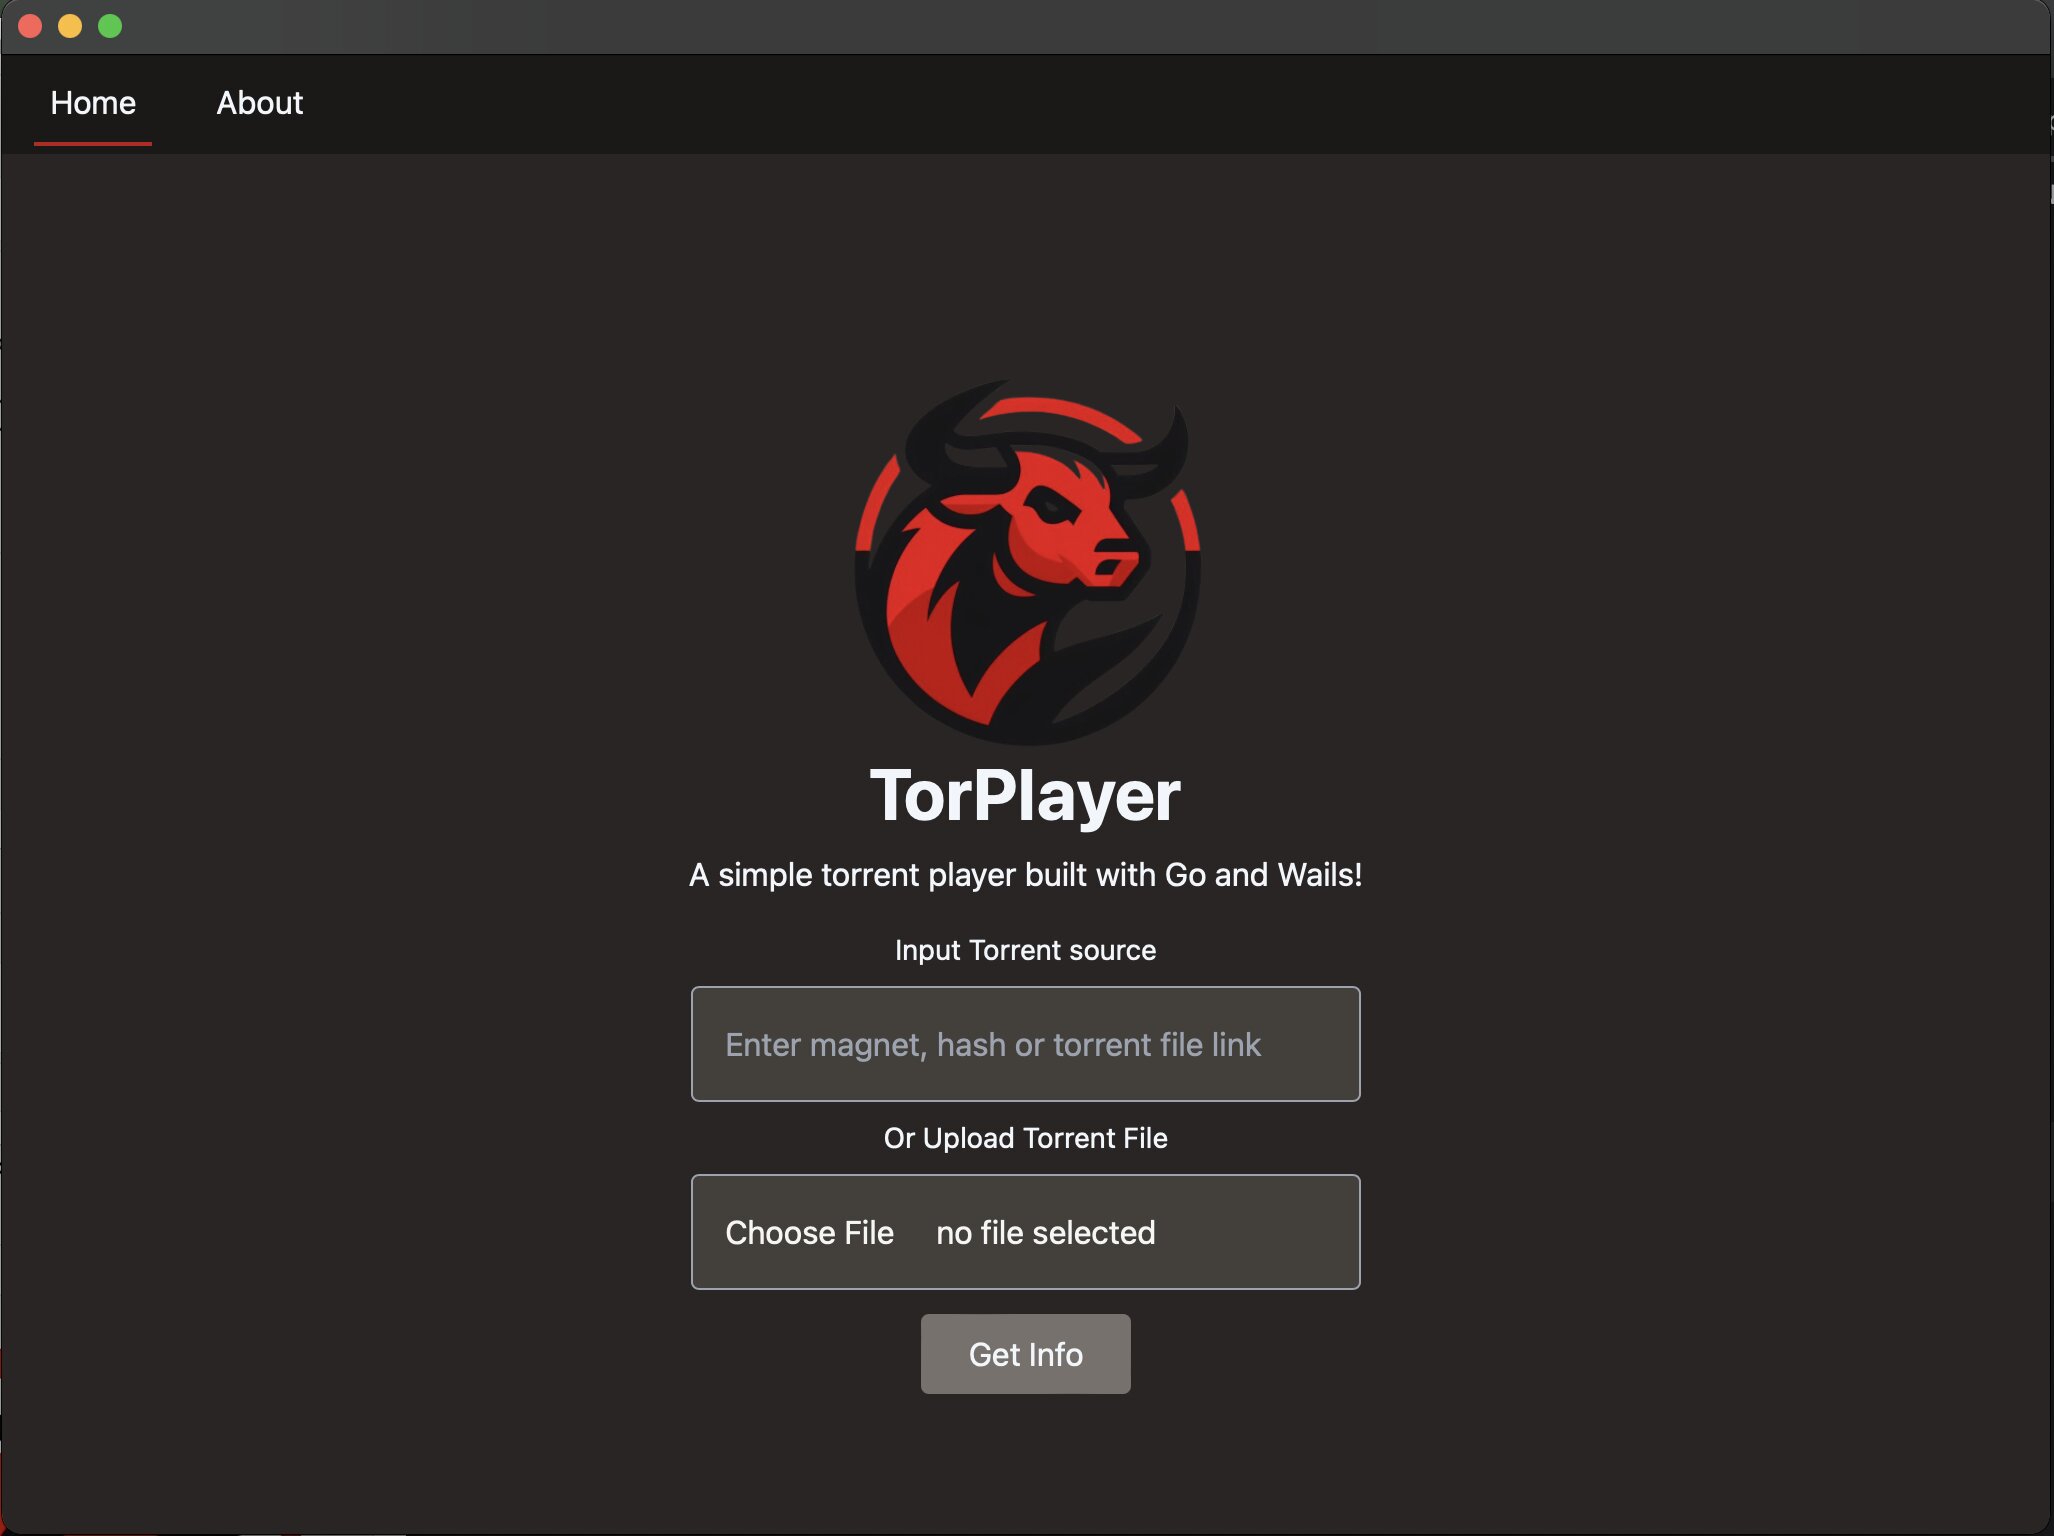 Home About
TorPlayer
A simple torrent player built with Go and Wails!
Input Torrent source
Enter magnet, hash or torrent file link
Or Upload Torrent File
Choose File no file selected
Get Info